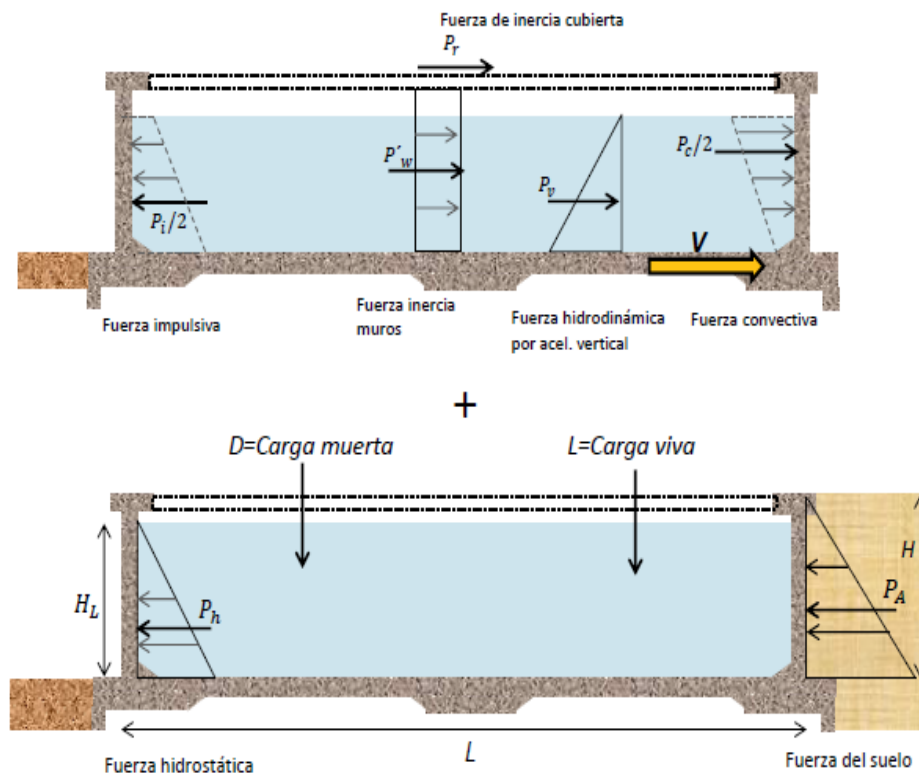 Fuerza de inercia cubierta
P_r
P_i/2
P´_w
P_v
P_c/2
V
Fuerza impulsiva
Fuerza inercia
muros
Fuerza hidrodinámica
por acel. vertical
Fuerza convectiva
+
D=Carga muerta
L=Carga viva
H_L
P_h
P_A
H
L
Fuerza hidrostática
Fuerza del suelo